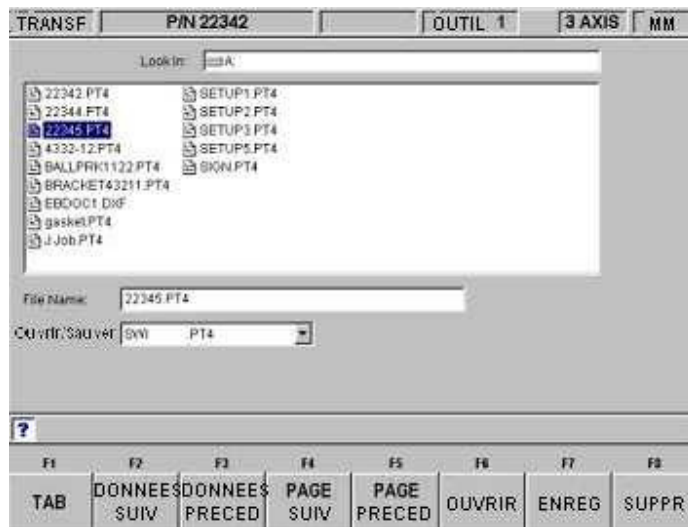 TRANSF P/N 22342 OUTIL 1 3 AXIS MM
Look In: A:
22342.PT4 SETUP1.PT4
22344.PT4 SETUP2.PT4
22345.PT4 SETUP3.PT4
4332-12.PT4 SETUP5.PT4
BALLPRK1122.PT4 SIGN.PT4
BRACKET43211.PT4
EBDOC1.DXF
gasket.PT4
J Job.PT4
File Name: 22345.PT4
Ouvrir/Sauver .PT4
?
F1 F2 F3 F4 F5 F6 F7 F8
TAB DONNEES DONNEES PAGE PAGE OUVRIR ENREG SUPPR
SUIV PRECED SUIV PRECED